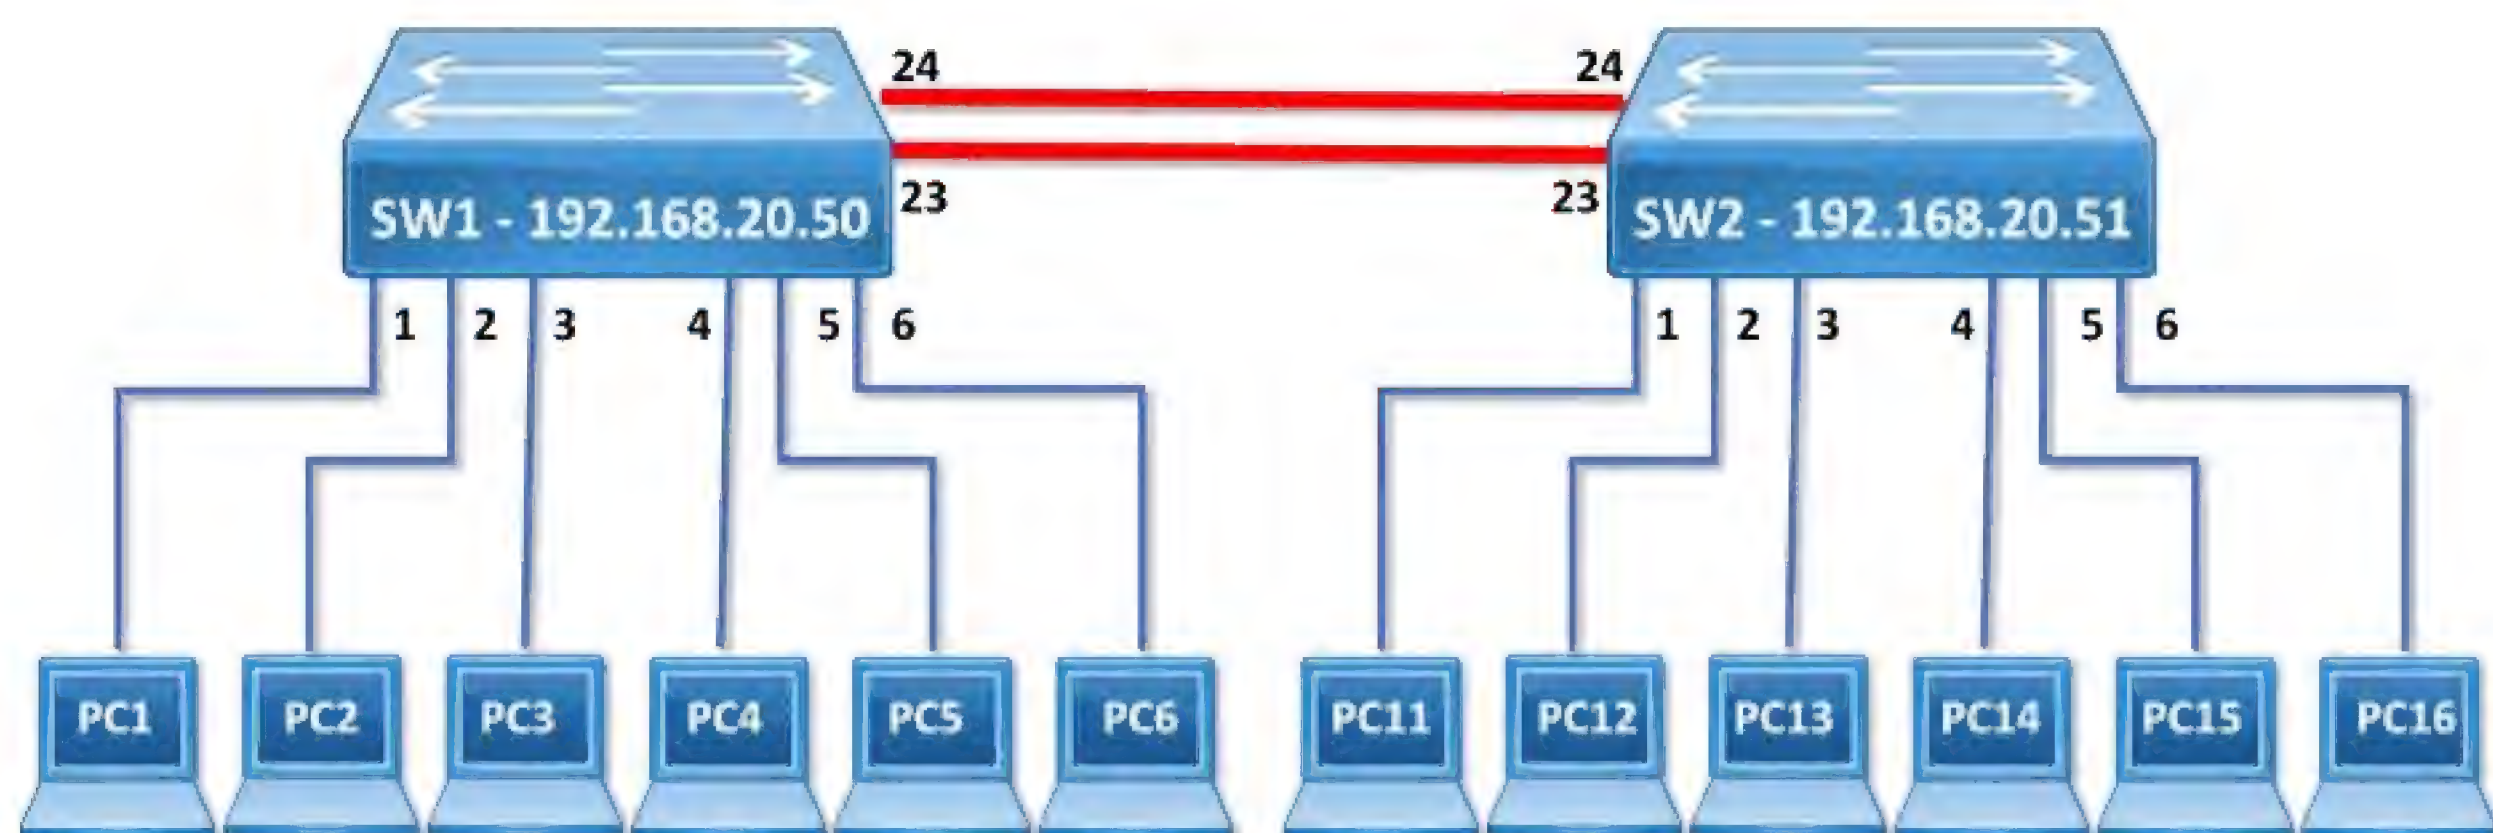 24
24
23
23
SW1 - 192.168.20.50
SW2 - 192.168.20.51
1 2 3 4 5 6
1 2 3 4 5 6
PC1 PC2 PC3 PC4 PC5 PC6
PC11 PC12 PC13 PC14 PC15 PC16